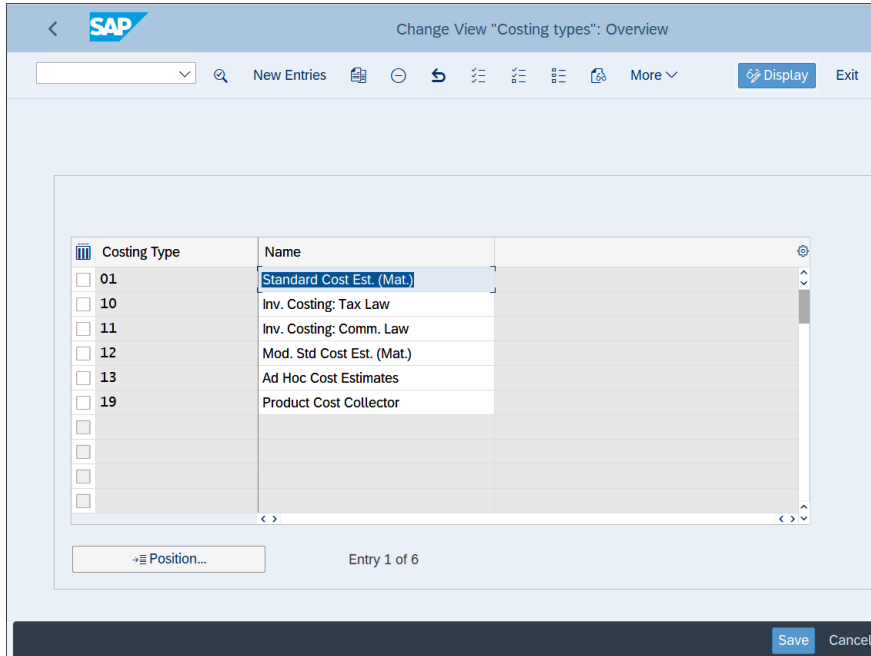 SAP
Change View "Costing types": Overview
New Entries
More
Display
Exit
Costing Type Name
01 Standard Cost Est. (Mat.)
10 Inv. Costing: Tax Law
11 Inv. Costing: Comm. Law
12 Mod. Std Cost Est. (Mat.)
13 Ad Hoc Cost Estimates
19 Product Cost Collector
Position...
Entry 1 of 6
Save
Cancel